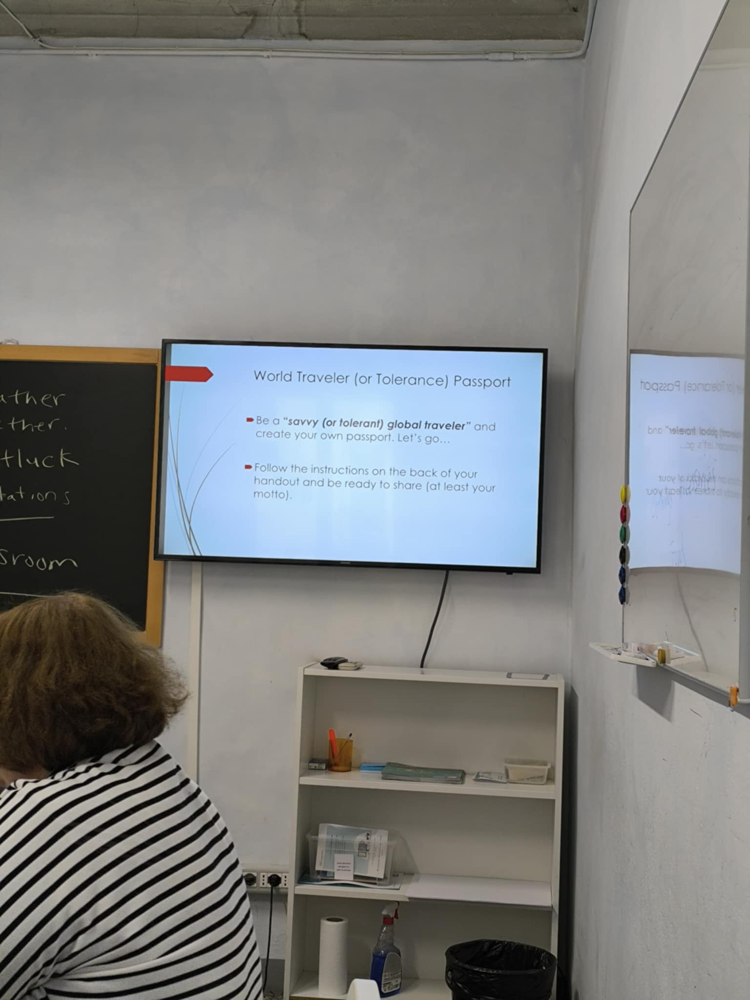 World Traveler (or Tolerance) Passport
Be a “savvy (or tolerant) global traveler” and
create your own passport. Let’s go...
Follow the instructions on the back of your
handout and be ready to share (at least your
motto).
ather
ther.
tluck
tations
sroom